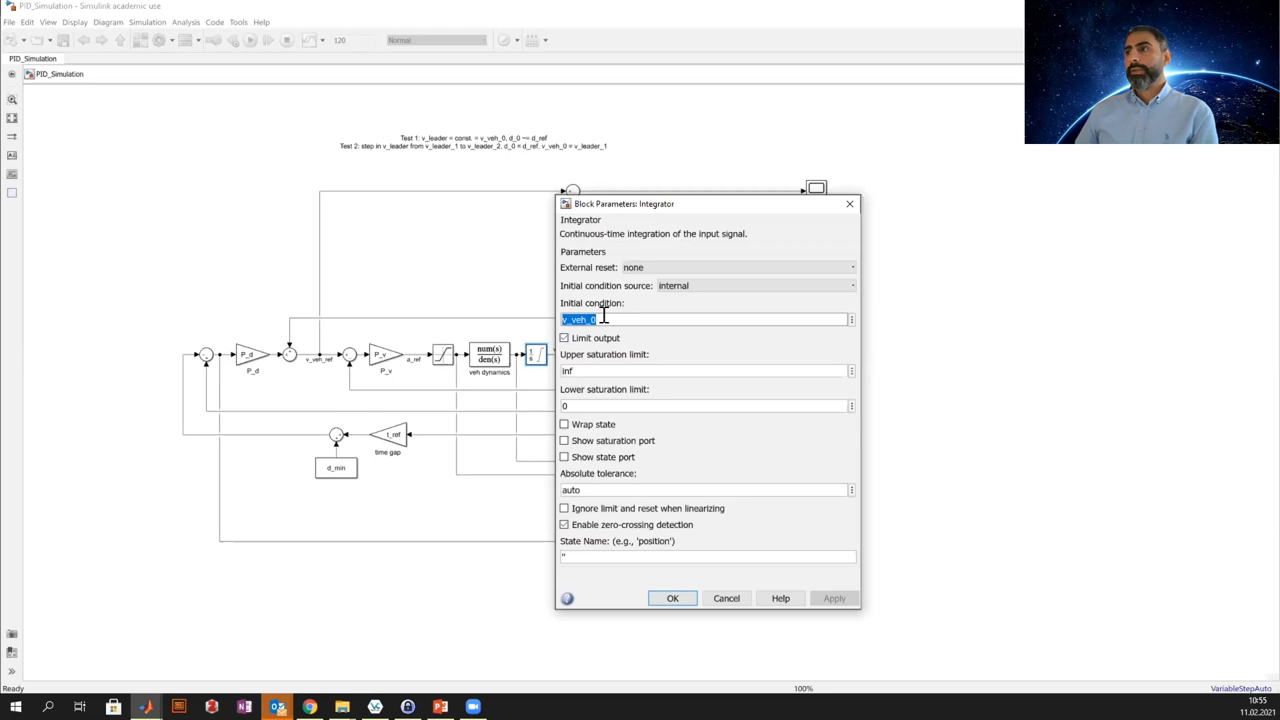 PID_Simulation - Simulink academic use
File Edit View Display Diagram Simulation Analysis Code Tools Help
120 Normal
PID_Simulation
PID_Simulation
Test 1: v_leader = const. = v_veh_0, d_0 ~= d_ref
Test 2: step in v_leader from v_leader_1 to v_leader_2, d_0 = d_ref, v_veh_0 = v_leader_1
Block Parameters: Integrator
Integrator
Continuous-time integration of the input signal.
Parameters
External reset: none
Initial condition source: internal
Initial condition:
v_veh_0
Limit output
Upper saturation limit:
inf
Lower saturation limit:
0
Wrap state
Show saturation port
Show state port
Absolute tolerance:
auto
Ignore limit and reset when linearizing
Enable zero-crossing detection
State Name: (e.g., 'position')
''
OK Cancel Help Apply
P_d
P_d
v_veh_ref
P_v
P_v
a_ref
num(s)
den(s)
veh dynamics
1
s
t_ref
time gap
d_min
Ready 100% VariableStepAuto
10:55
11.02.2021